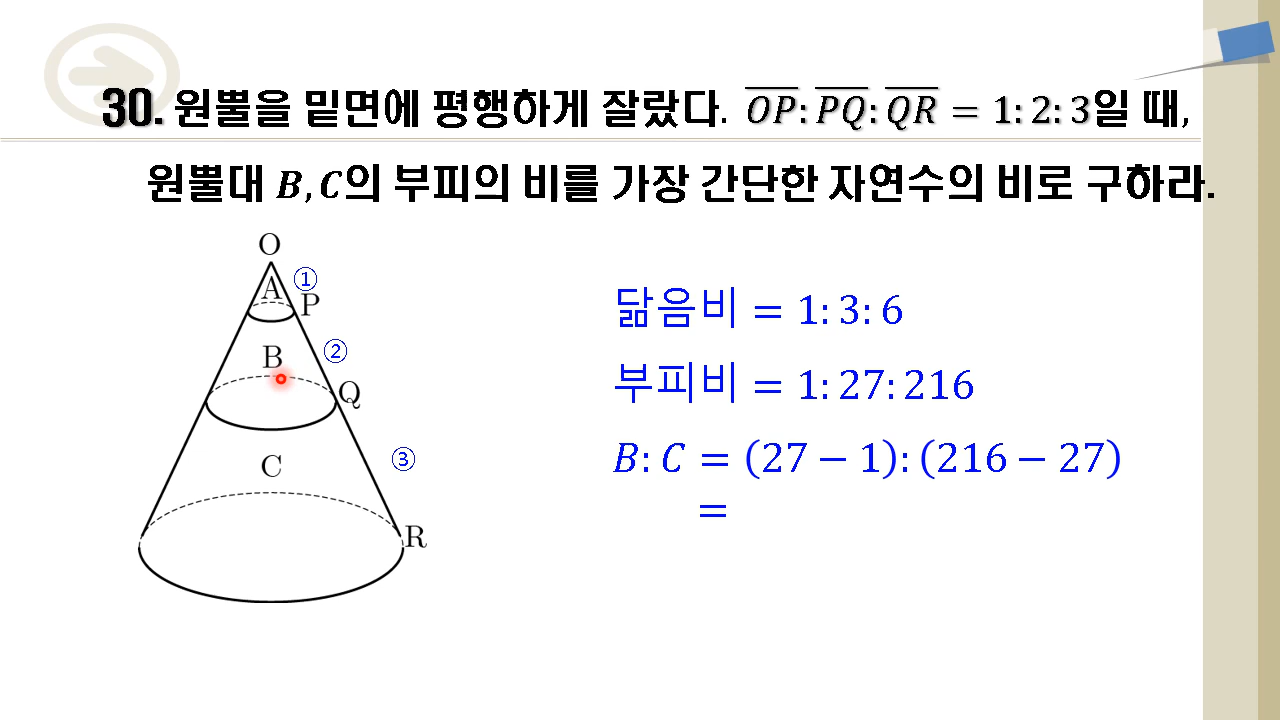 30. 원뿔을 밑면에 평행하게 잘랐다. OP: PQ: QR = 1: 2: 3일 때,
원뿔대 B, C의 부피의 비를 가장 간단한 자연수의 비로 구하라.
O
A ①
P
B ②
Q
C ③
R
닮음비 = 1: 3: 6
부피비 = 1: 27: 216
B: C = (27 − 1): (216 − 27)
=